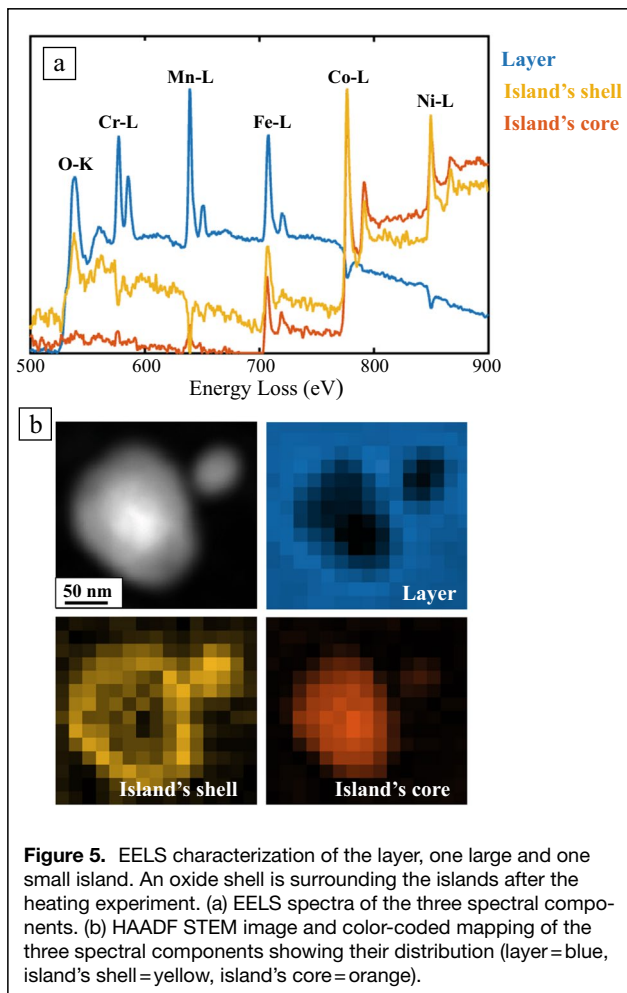 a
Layer
Island's shell
Island's core
O-K
Cr-L
Mn-L
Fe-L
Co-L
Ni-L
500 600 700 800 900
Energy Loss (eV)
b
50 nm
Layer
Island's shell
Island's core
Figure 5. EELS characterization of the layer, one large and one
small island. An oxide shell is surrounding the islands after the
heating experiment. (a) EELS spectra of the three spectral compo-
nents. (b) HAADF STEM image and color-coded mapping of the
three spectral components showing their distribution (layer = blue,
island's shell = yellow, island's core = orange).